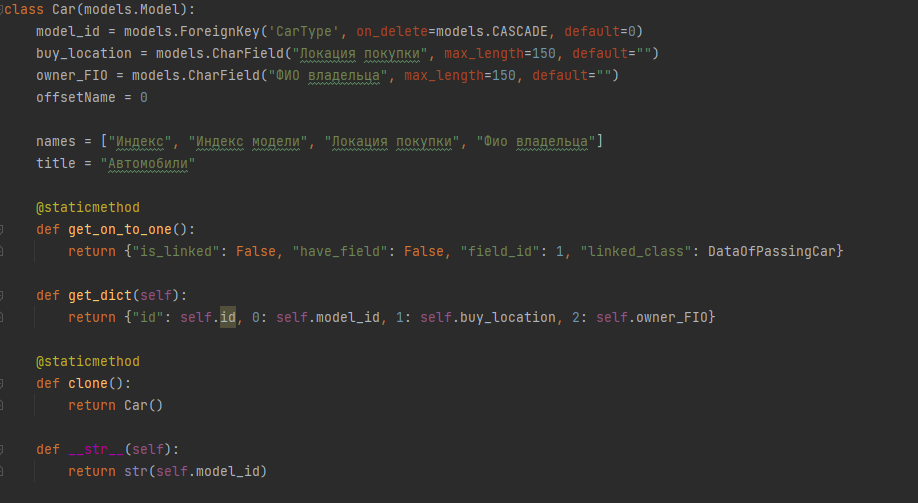 class Car(models.Model):
    model_id = models.ForeignKey('CarType', on_delete=models.CASCADE, default=0)
    buy_location = models.CharField("Локация покупки", max_length=150, default="")
    owner_FIO = models.CharField("ФИО владельца", max_length=150, default="")
    offsetName = 0

    names = ["Индекс", "Индекс модели", "Локация покупки", "Фио владельца"]
    title = "Автомобили"

    @staticmethod
    def get_on_to_one():
        return {"is_linked": False, "have_field": False, "field_id": 1, "linked_class": DataOfPassingCar}

    def get_dict(self):
        return {"id": self.id, 0: self.model_id, 1: self.buy_location, 2: self.owner_FIO}

    @staticmethod
    def clone():
        return Car()

    def __str__(self):
        return str(self.model_id)